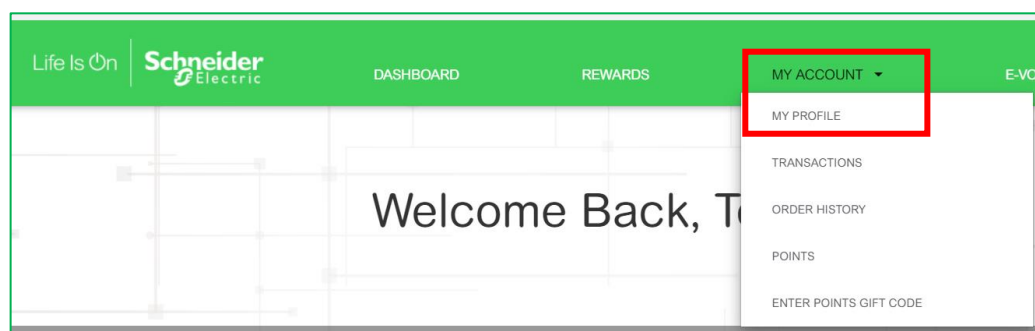 Life Is On Schneider Electric
DASHBOARD REWARDS MY ACCOUNT E-VO
MY PROFILE
TRANSACTIONS
Welcome Back, T
ORDER HISTORY
POINTS
ENTER POINTS GIFT CODE